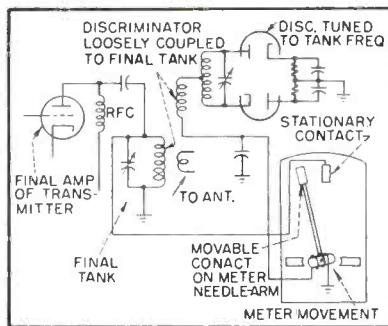 DISCRIMINATOR
LOOSELY COUPLED
TO FINAL TANK
DISC. TUNED
TO TANK FREQ
RFC
STATIONARY
CONTACT
FINAL AMP
OF TRANS-
MITTER
TO ANT.
FINAL
TANK
MOVABLE
CONACT
ON METER
NEEDLE-ARM
METER MOVEMENT